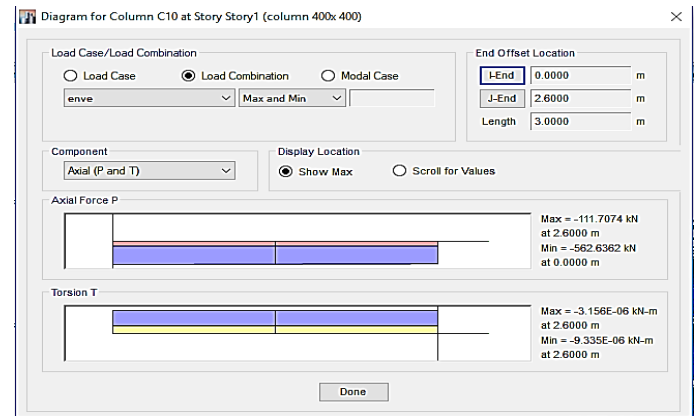 Diagram for Column C10 at Story Story1 (column 400x 400)
Load Case/Load Combination
Load Case Load Combination Modal Case
enve Max and Min
End Offset Location
I-End 0.0000 m
J-End 2.6000 m
Length 3.0000 m
Component
Axial (P and T)
Display Location
Show Max Scroll for Values
Axial Force P
Max = -111.7074 kN
at 2.6000 m
Min = -562.6362 kN
at 0.0000 m
Torsion T
Max = -3.156E-06 kN-m
at 2.6000 m
Min = -9.335E-06 kN-m
at 2.6000 m
Done